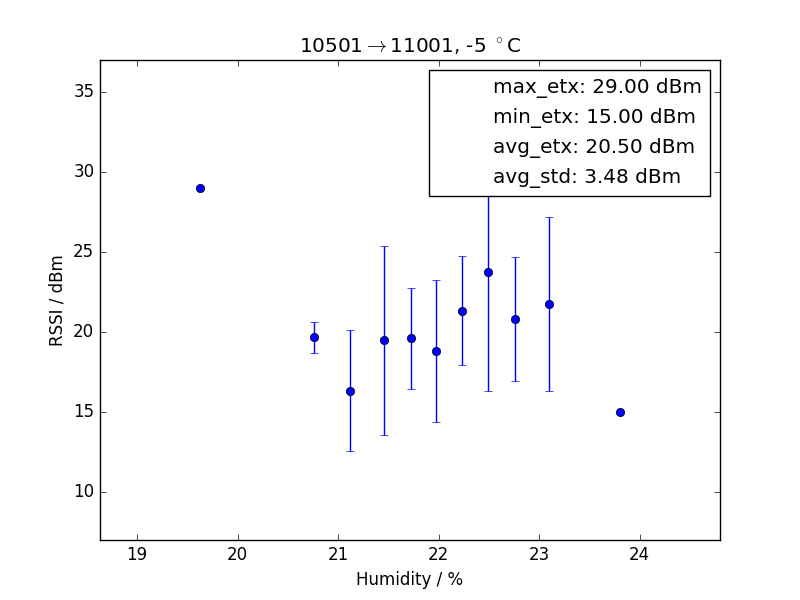 10501→11001, -5 °C
max_etx: 29.00 dBm
min_etx: 15.00 dBm
avg_etx: 20.50 dBm
avg_std: 3.48 dBm
RSSI / dBm
35
30
25
20
15
10
19 20 21 22 23 24
Humidity / %